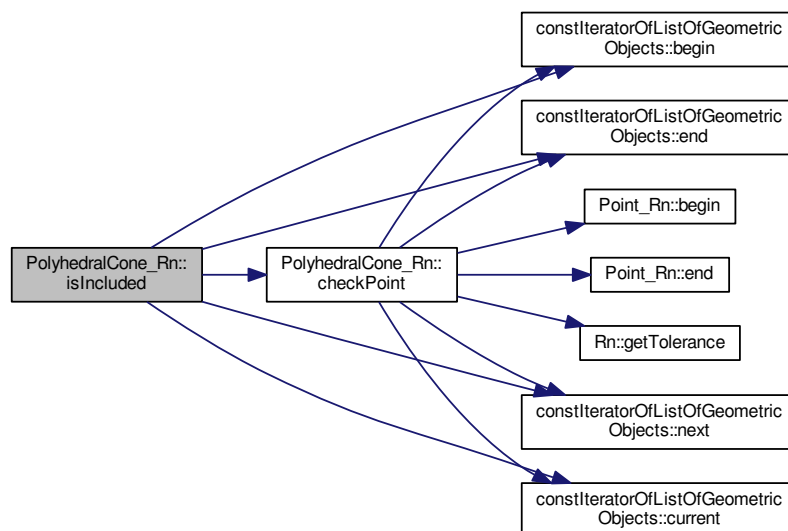 constIteratorOfListOfGeometric
Objects::begin
constIteratorOfListOfGeometric
Objects::end
Point_Rn::begin
PolyhedralCone_Rn::
isIncluded
PolyhedralCone_Rn::
checkPoint
Point_Rn::end
Rn::getTolerance
constIteratorOfListOfGeometric
Objects::next
constIteratorOfListOfGeometric
Objects::current